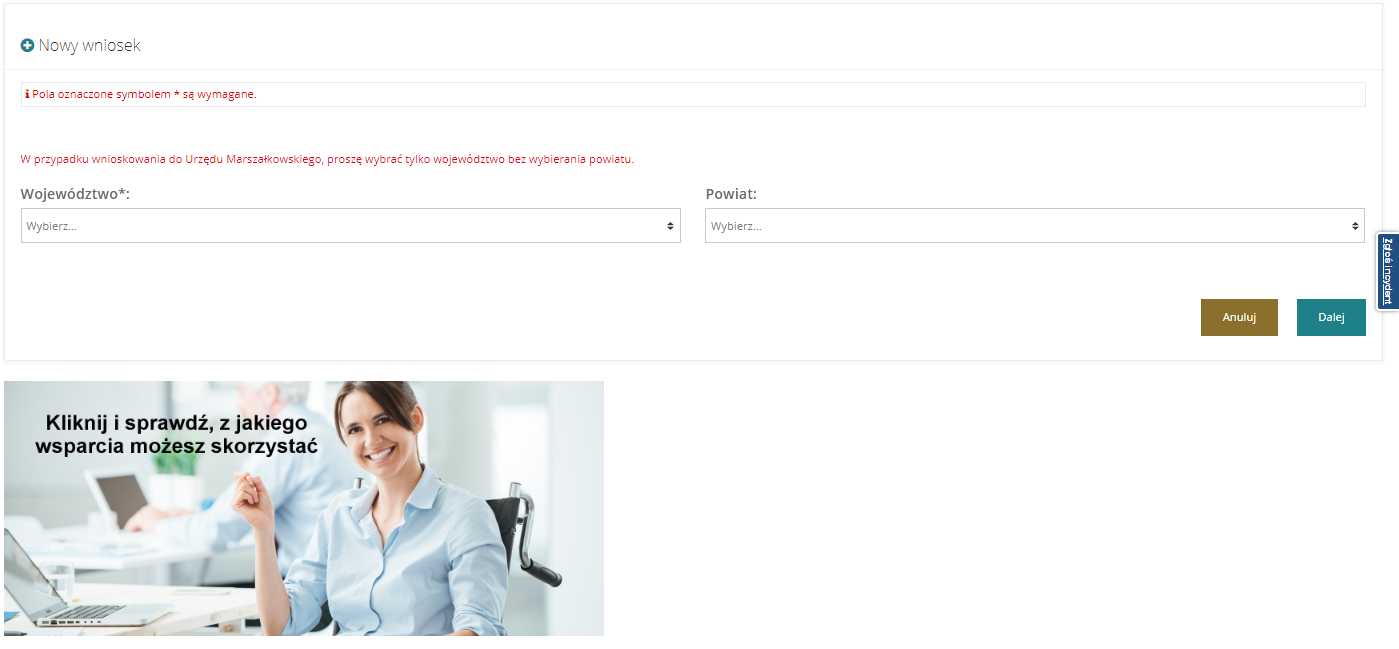 Nowy wniosek
Pola oznaczone symbolem * są wymagane.
W przypadku wnioskowania do Urzędu Marszałkowskiego, proszę wybrać tylko województwo bez wybierania powiatu.
Województwo*:
Powiat:
Wybierz...
Wybierz...
Zgłoś incydent
Anuluj
Dalej
Kliknij i sprawdź, z jakiego
wsparcia możesz skorzystać